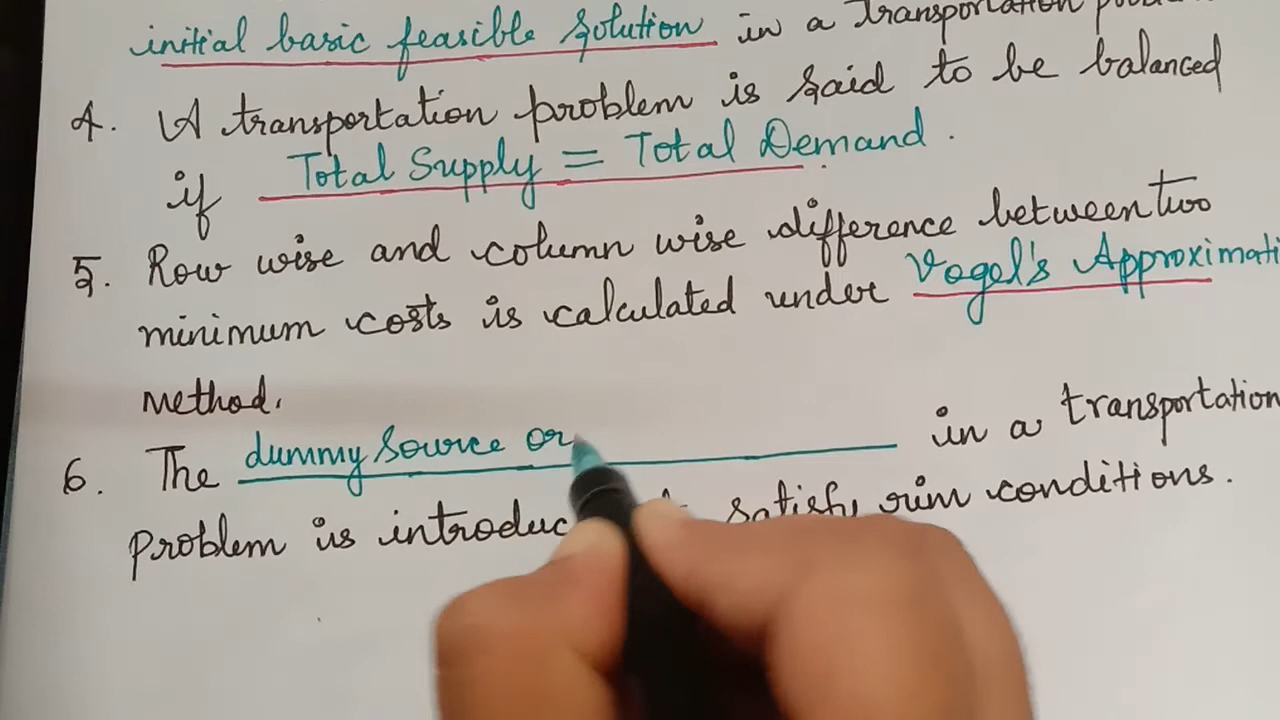 initial basic feasible solution in a transportation
4. A transportation problem is said to be balanced
if Total Supply = Total Demand.
5. Row wise and column wise difference between two
minimum costs is calculated under Vogel's Approximati
method.
6. The dummy source or in a transportation
problem is introduc satisfy rim conditions.